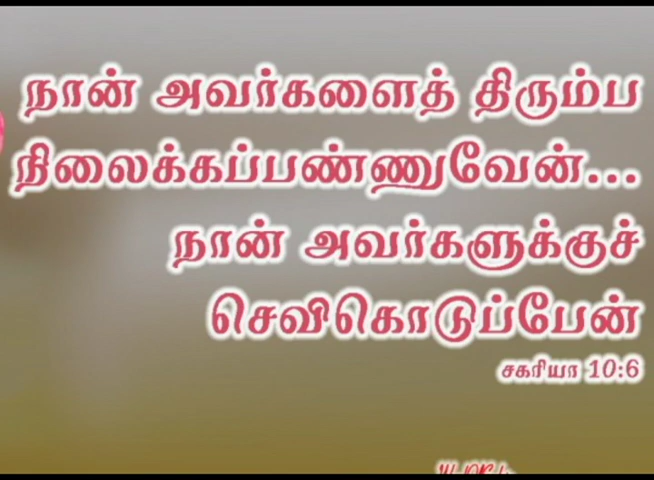 நான் அவர்களைத் திரும்ப
நிலைக்கப்பண்ணுவேன்...
நான் அவர்களுக்குச்
செவிகொடுப்பேன்
சகரியா 10:6